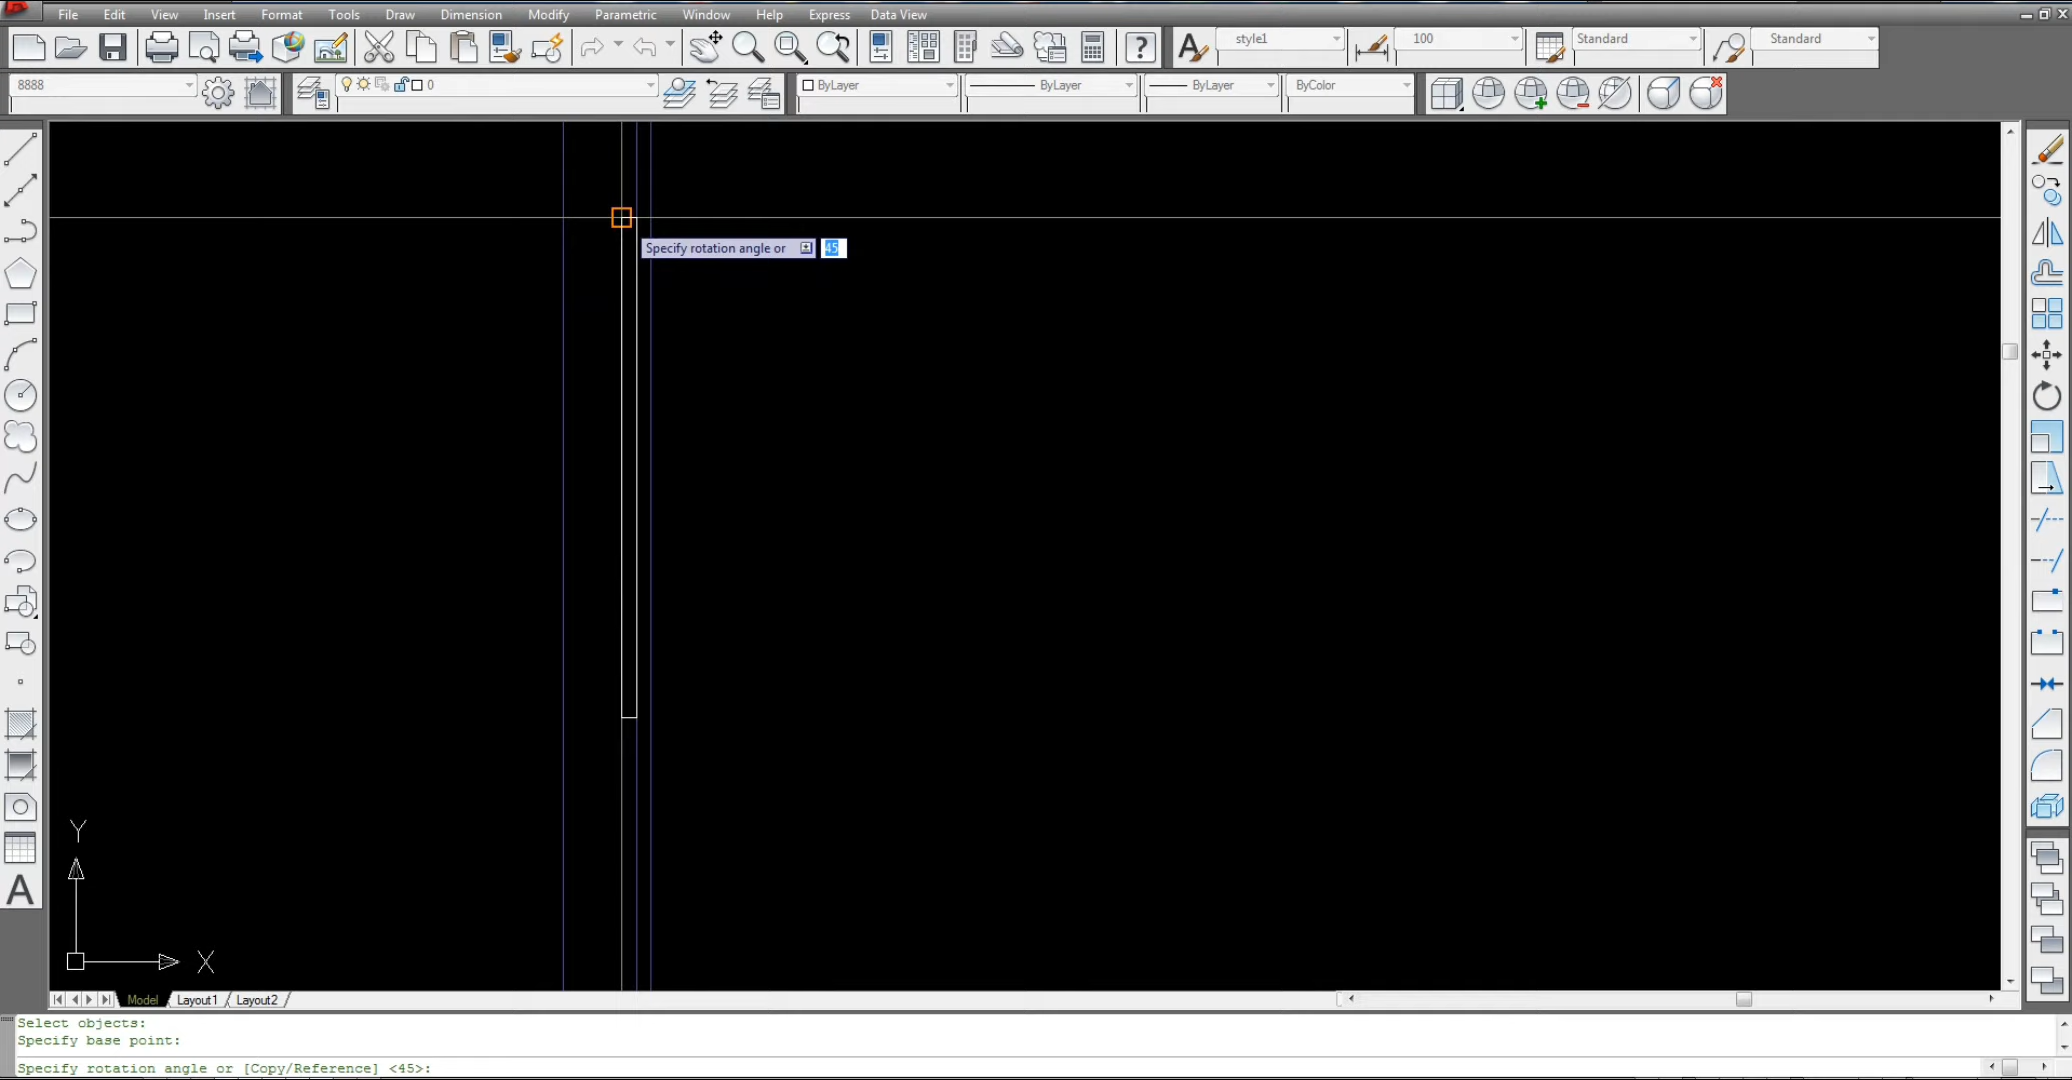 File Edit View Insert Format Tools Draw Dimension Modify Parametric Window Help Express Data View
style1 100 Standard Standard
8888 0 ByLayer ByLayer ByLayer ByColor
Specify rotation angle or 45
Y
X
A
Model Layout1 Layout2
Select objects:
Specify base point:
Specify rotation angle or [Copy/Reference] <45>: